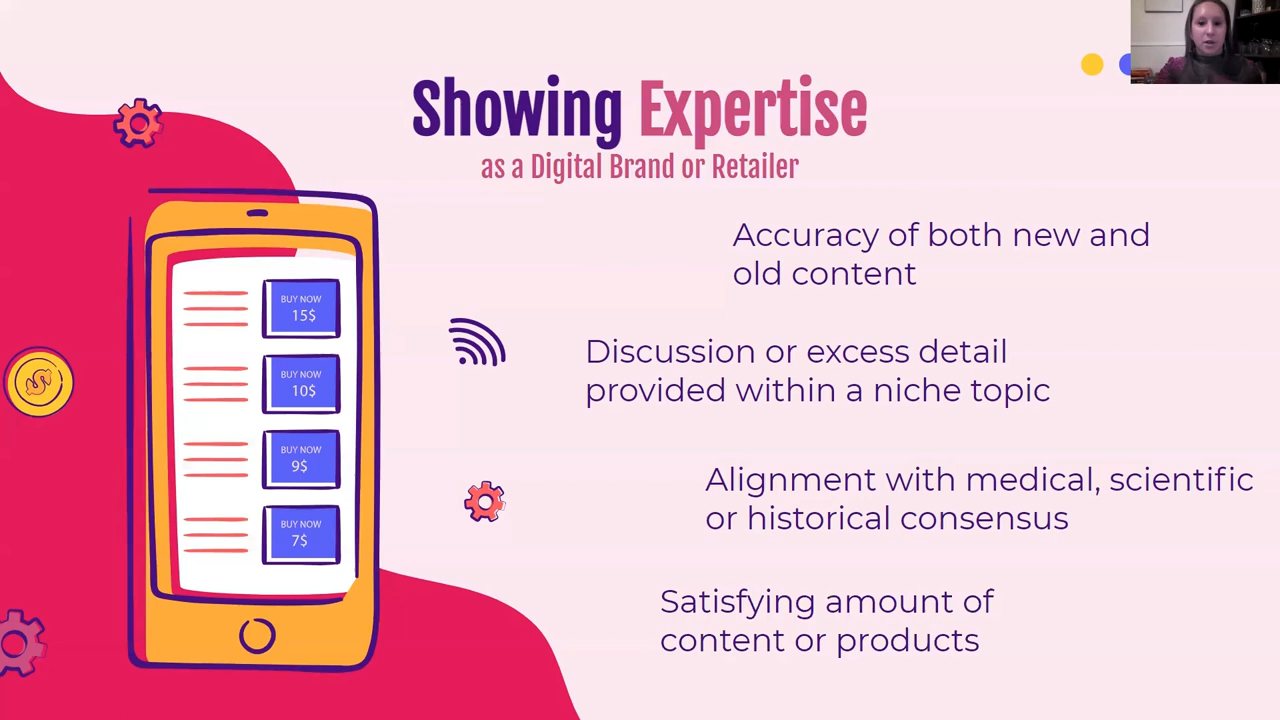 Showing Expertise
as a Digital Brand or Retailer
Accuracy of both new and
old content
Discussion or excess detail
provided within a niche topic
Alignment with medical, scientific
or historical consensus
Satisfying amount of
content or products
BUY NOW
15$
BUY NOW
10$
BUY NOW
9$
BUY NOW
7$